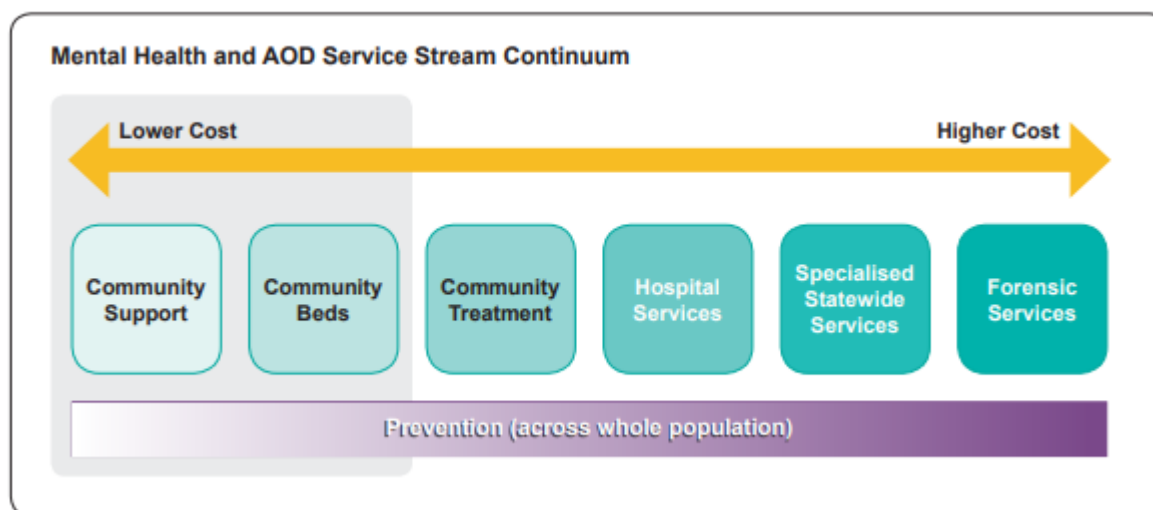 Mental Health and AOD Service Stream Continuum
Lower Cost
Higher Cost
Community
Support
Community
Beds
Community
Treatment
Hospital
Services
Specialised
Statewide
Services
Forensic
Services
Prevention (across whole population)